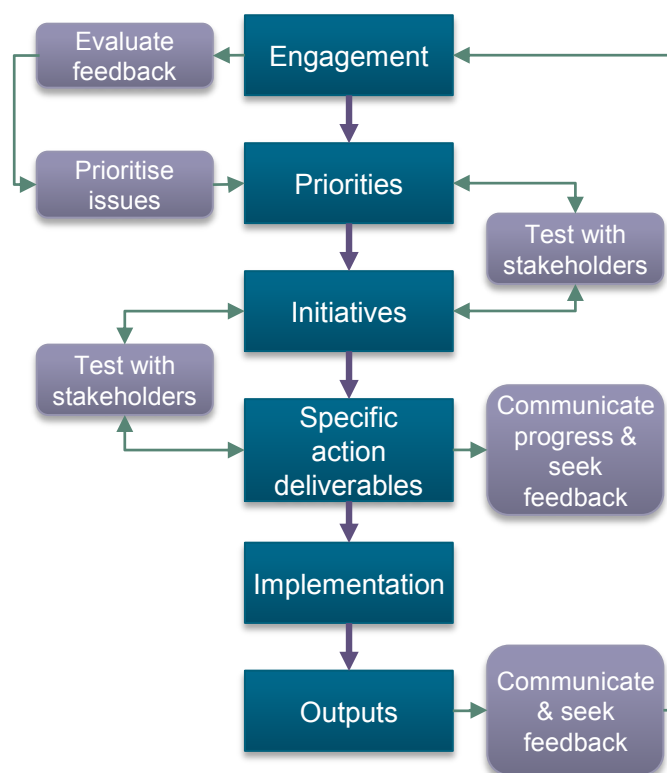 Evaluate
feedback
Engagement
Prioritise
issues
Priorities
Test with
stakeholders
Initiatives
Test with
stakeholders
Specific
action
deliverables
Communicate
progress &
seek
feedback
Implementation
Outputs
Communicate
& seek
feedback